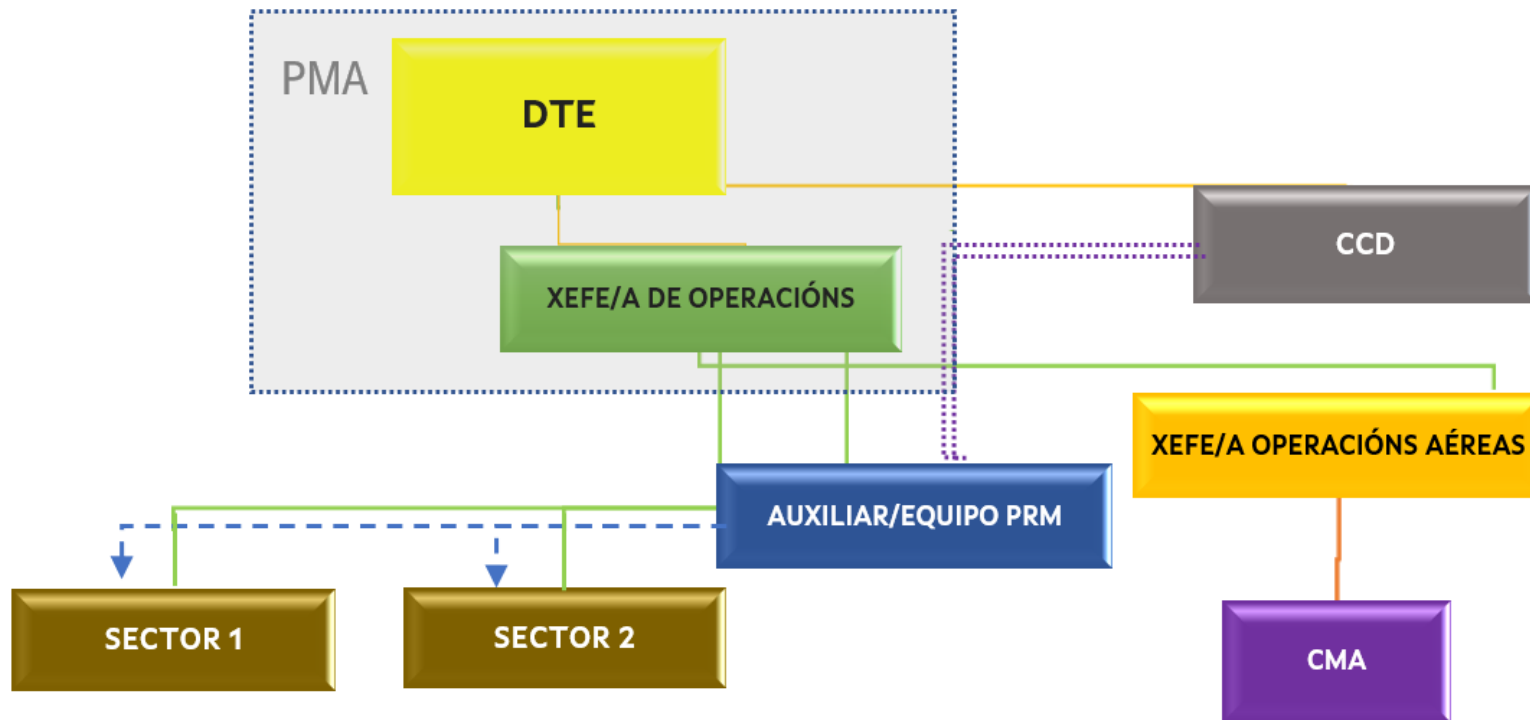 PMA
DTE
CCD
XEFE/A DE OPERACIÓNS
XEFE/A OPERACIÓNS AÉREAS
AUXILIAR/EQUIPO PRM
SECTOR 1
SECTOR 2
CMA